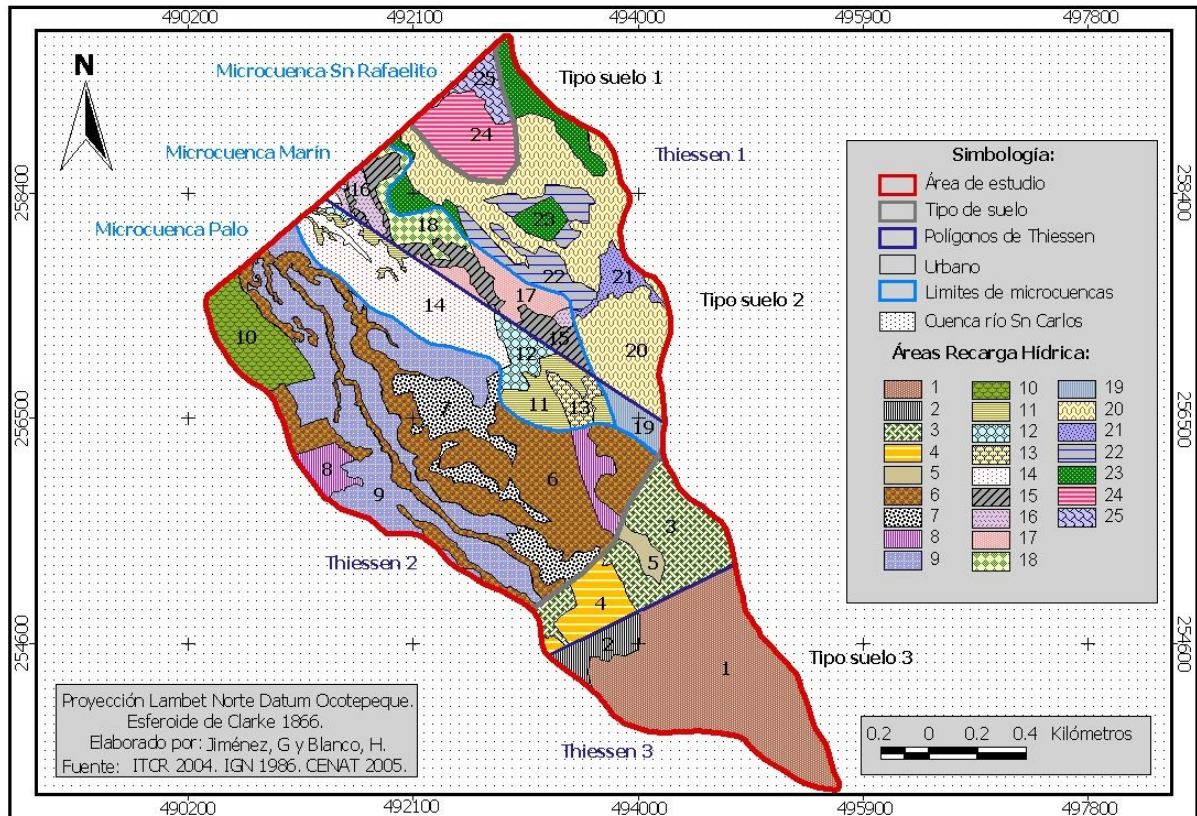 490200 492100 494000 495900 497800
N
Microcuenca Sn Rafaelito
Tipo suelo 1
25
24
Microcuenca Marín
Thiessen 1
258400
258400
16
Microcuenca Palo
18
23
22
21
Tipo suelo 2
14
17
15
20
12
10
11
13
7
19
256500
256500
8
9
6
3
Thiessen 2
5
4
254600
254600
2
1
Tipo suelo 3
Thiessen 3
Simbología:
Área de estudio
Tipo de suelo
Polígonos de Thiessen
Urbano
Limites de microcuencas
Cuenca río Sn Carlos
Áreas Recarga Hídrica:
1 10 19
2 11 20
3 12 21
4 13 22
5 14 23
6 15 24
7 16 25
8 17
9 18
Proyección Lambet Norte Datum Ocotepeque.
Esferoide de Clarke 1866.
Elaborado por: Jiménez, G y Blanco, H.
Fuente: ITCR 2004. IGN 1986. CENAT 2005.
0.2 0 0.2 0.4 Kilómetros
490200 492100 494000 495900 497800